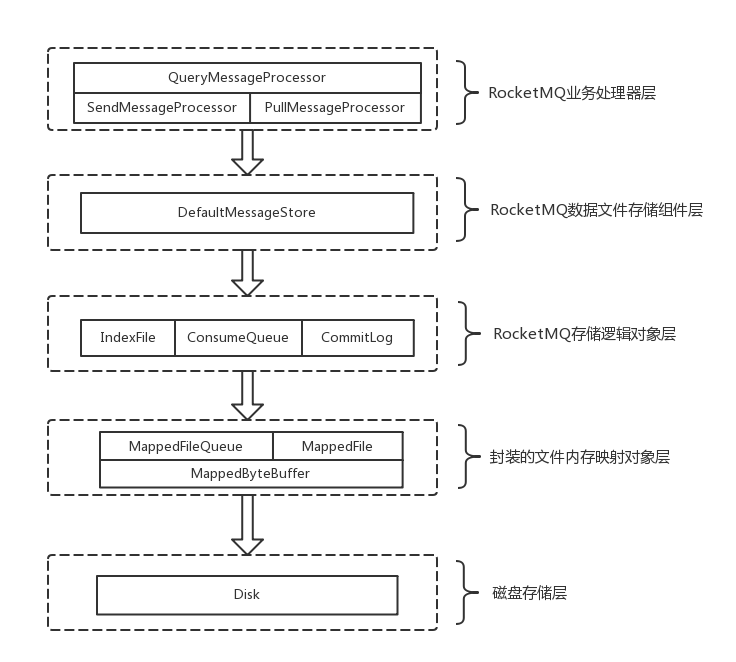 QueryMessageProcessor
SendMessageProcessor PullMessageProcessor
RocketMQ业务处理器层
DefaultMessageStore
RocketMQ数据文件存储组件层
IndexFile ConsumeQueue CommitLog
RocketMQ存储逻辑对象层
MappedFileQueue MappedFile
MappedByteBuffer
封装的文件内存映射对象层
Disk
磁盘存储层